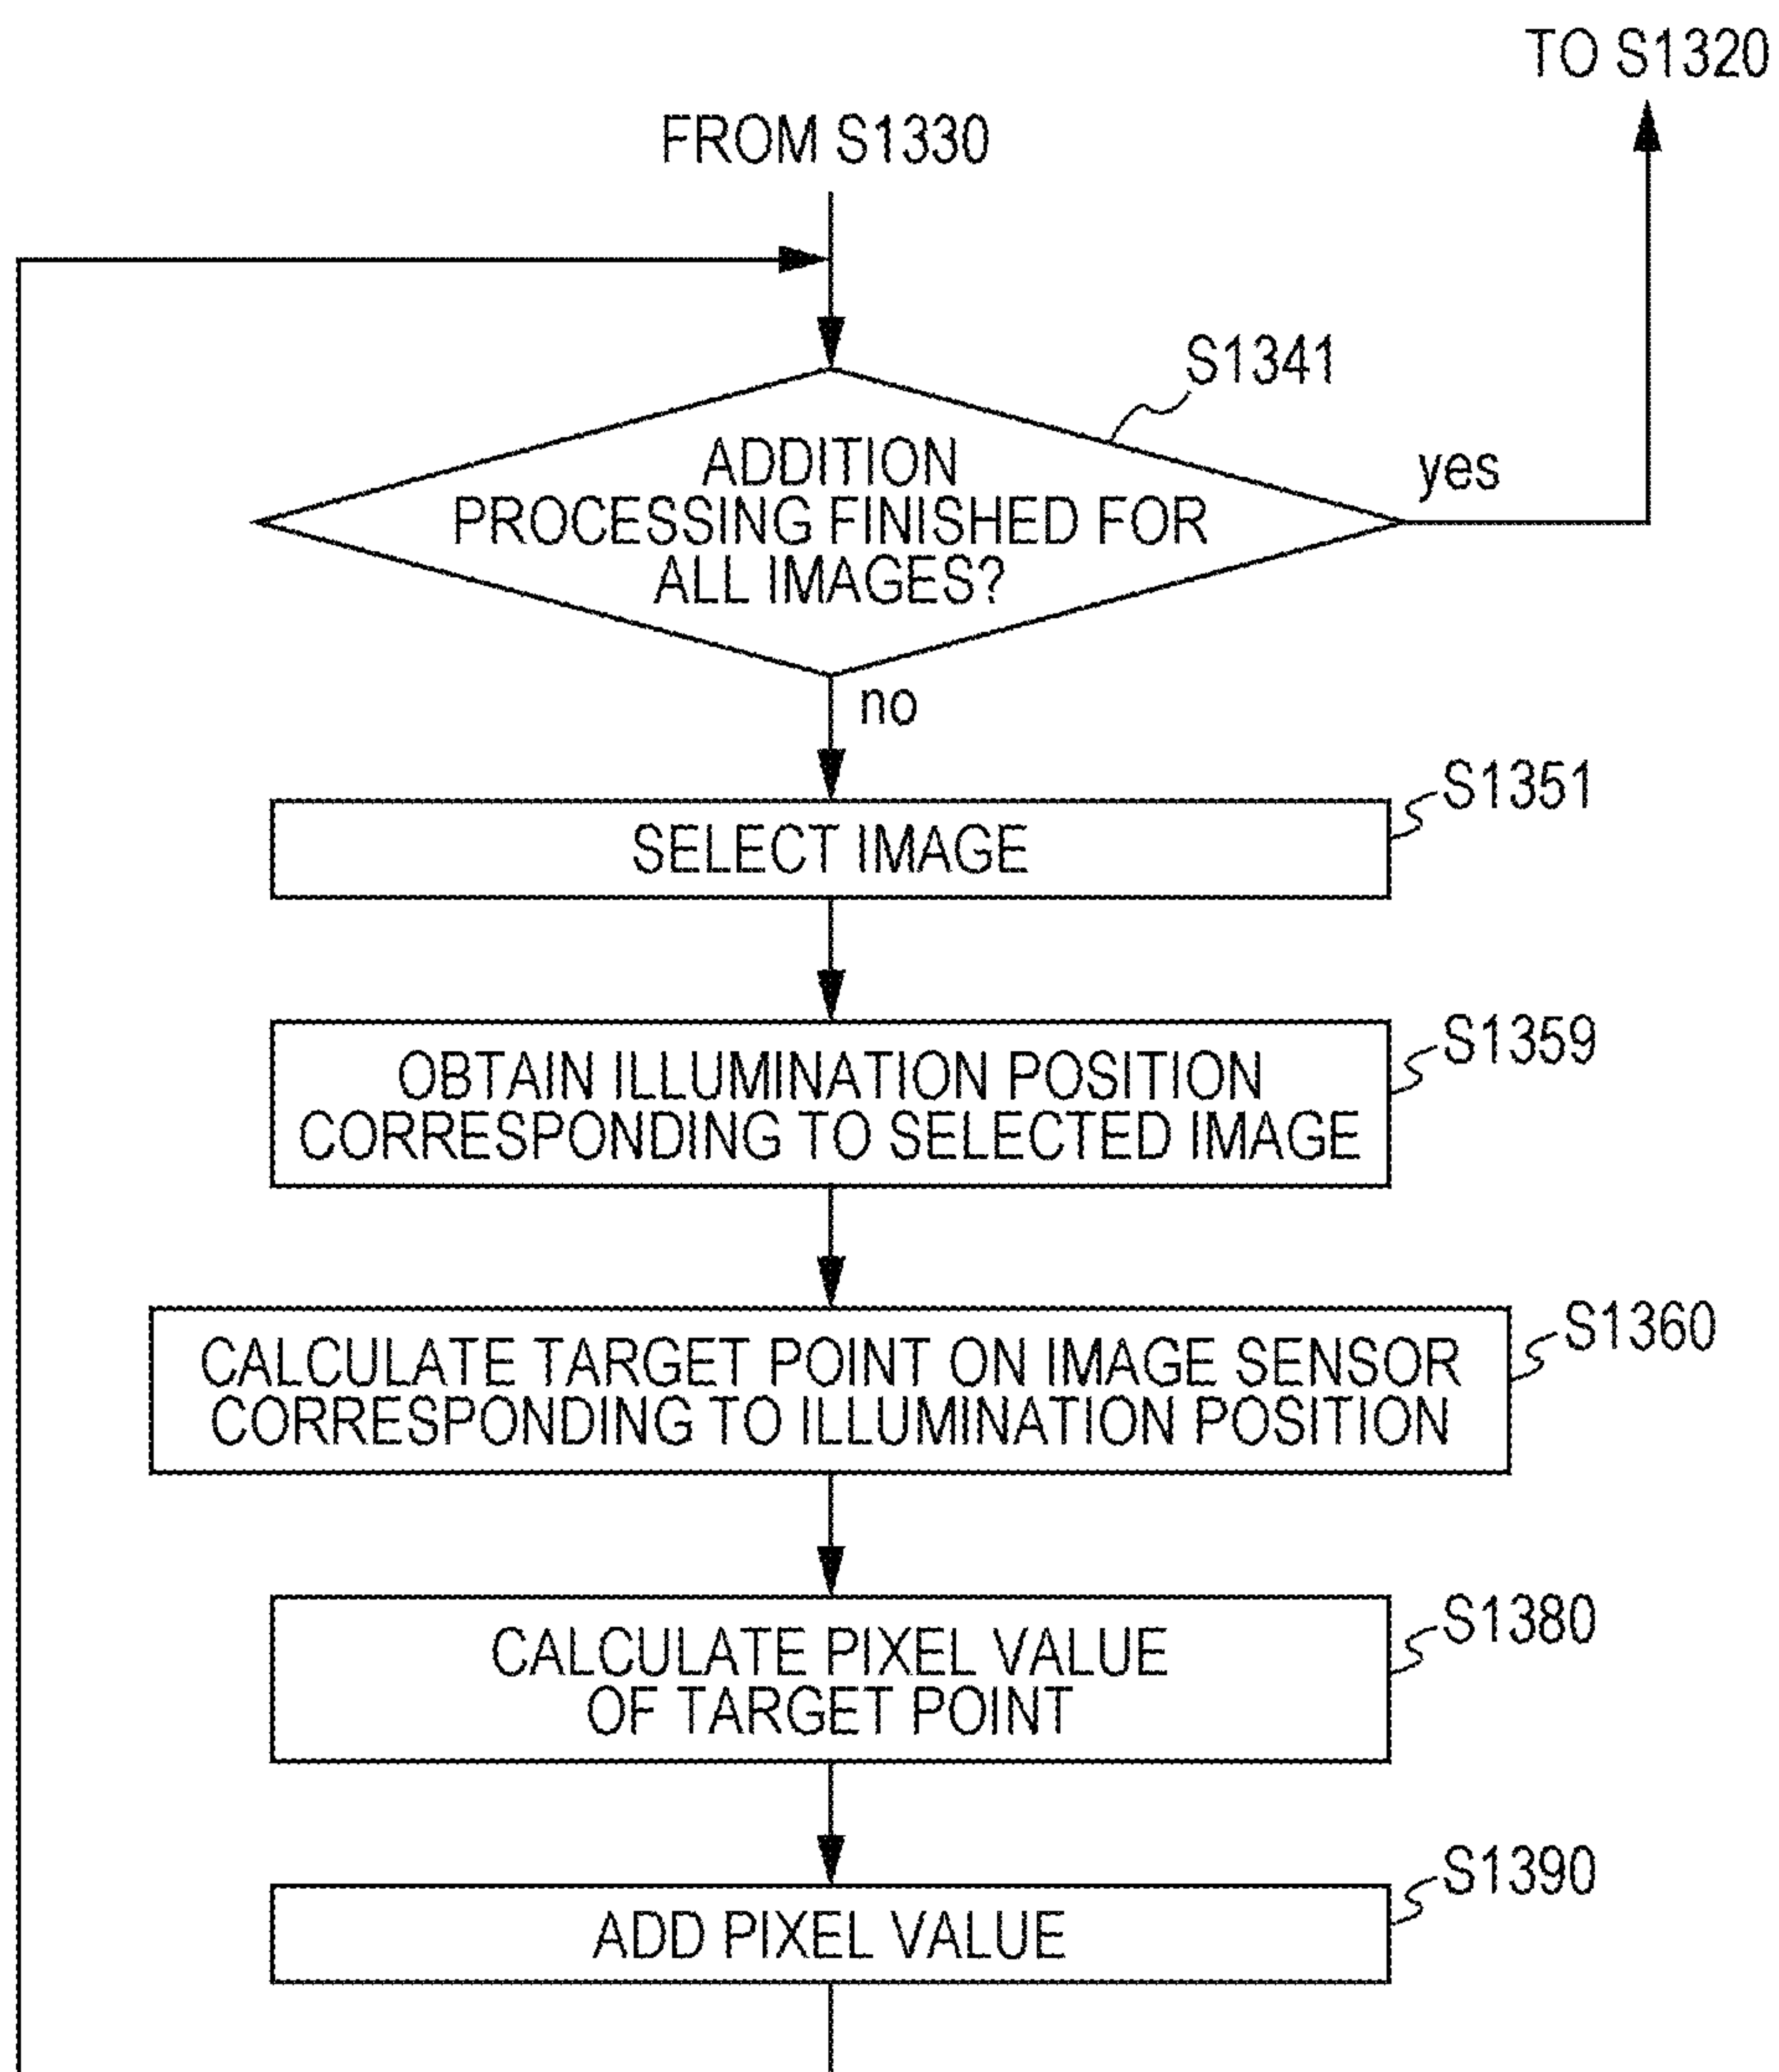 TO S1320
FROM S1330
S1341
ADDITION
PROCESSING FINISHED FOR
ALL IMAGES?
yes
no
S1351
SELECT IMAGE
S1359
OBTAIN ILLUMINATION POSITION
CORRESPONDING TO SELECTED IMAGE
S1360
CALCULATE TARGET POINT ON IMAGE SENSOR
CORRESPONDING TO ILLUMINATION POSITION
S1380
CALCULATE PIXEL VALUE
OF TARGET POINT
S1390
ADD PIXEL VALUE